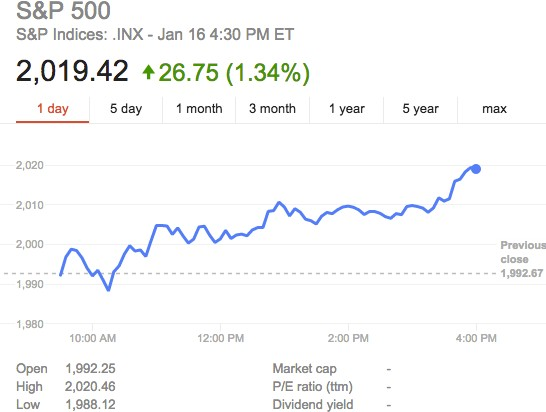 S&P 500
S&P Indices: .INX - Jan 16 4:30 PM ET
2,019.42 26.75 (1.34%)
1 day 5 day 1 month 3 month 1 year 5 year max
2,020
2,010
2,000
Previous
close
1,992.67
1,990
1,980
10:00 AM 12:00 PM 2:00 PM 4:00 PM
Open 1,992.25 Market cap -
High 2,020.46 P/E ratio (ttm) -
Low 1,988.12 Dividend yield -